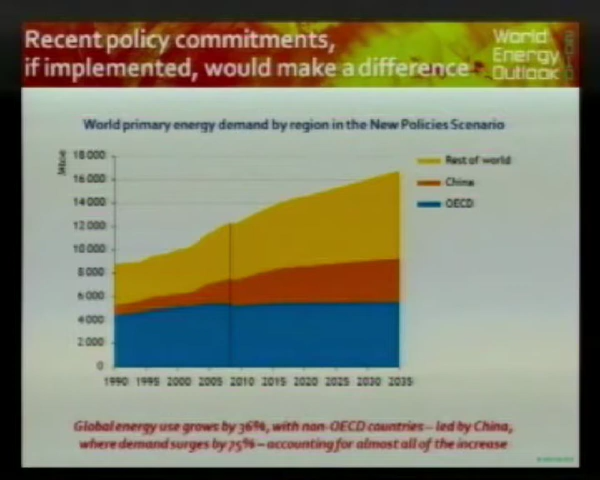 Recent policy commitments,
if implemented, would make a difference
World
Energy
Outlook
World primary energy demand by region in the New Policies Scenario
Mtoe
18 000
16 000
14 000
12 000
10 000
8 000
6 000
4 000
2 000
0
1990 1995 2000 2005 2010 2015 2020 2025 2030 2035
Rest of world
China
OECD
Global energy use grows by 36%, with non-OECD countries – led by China,
where demand surges by 75% – accounting for almost all of the increase